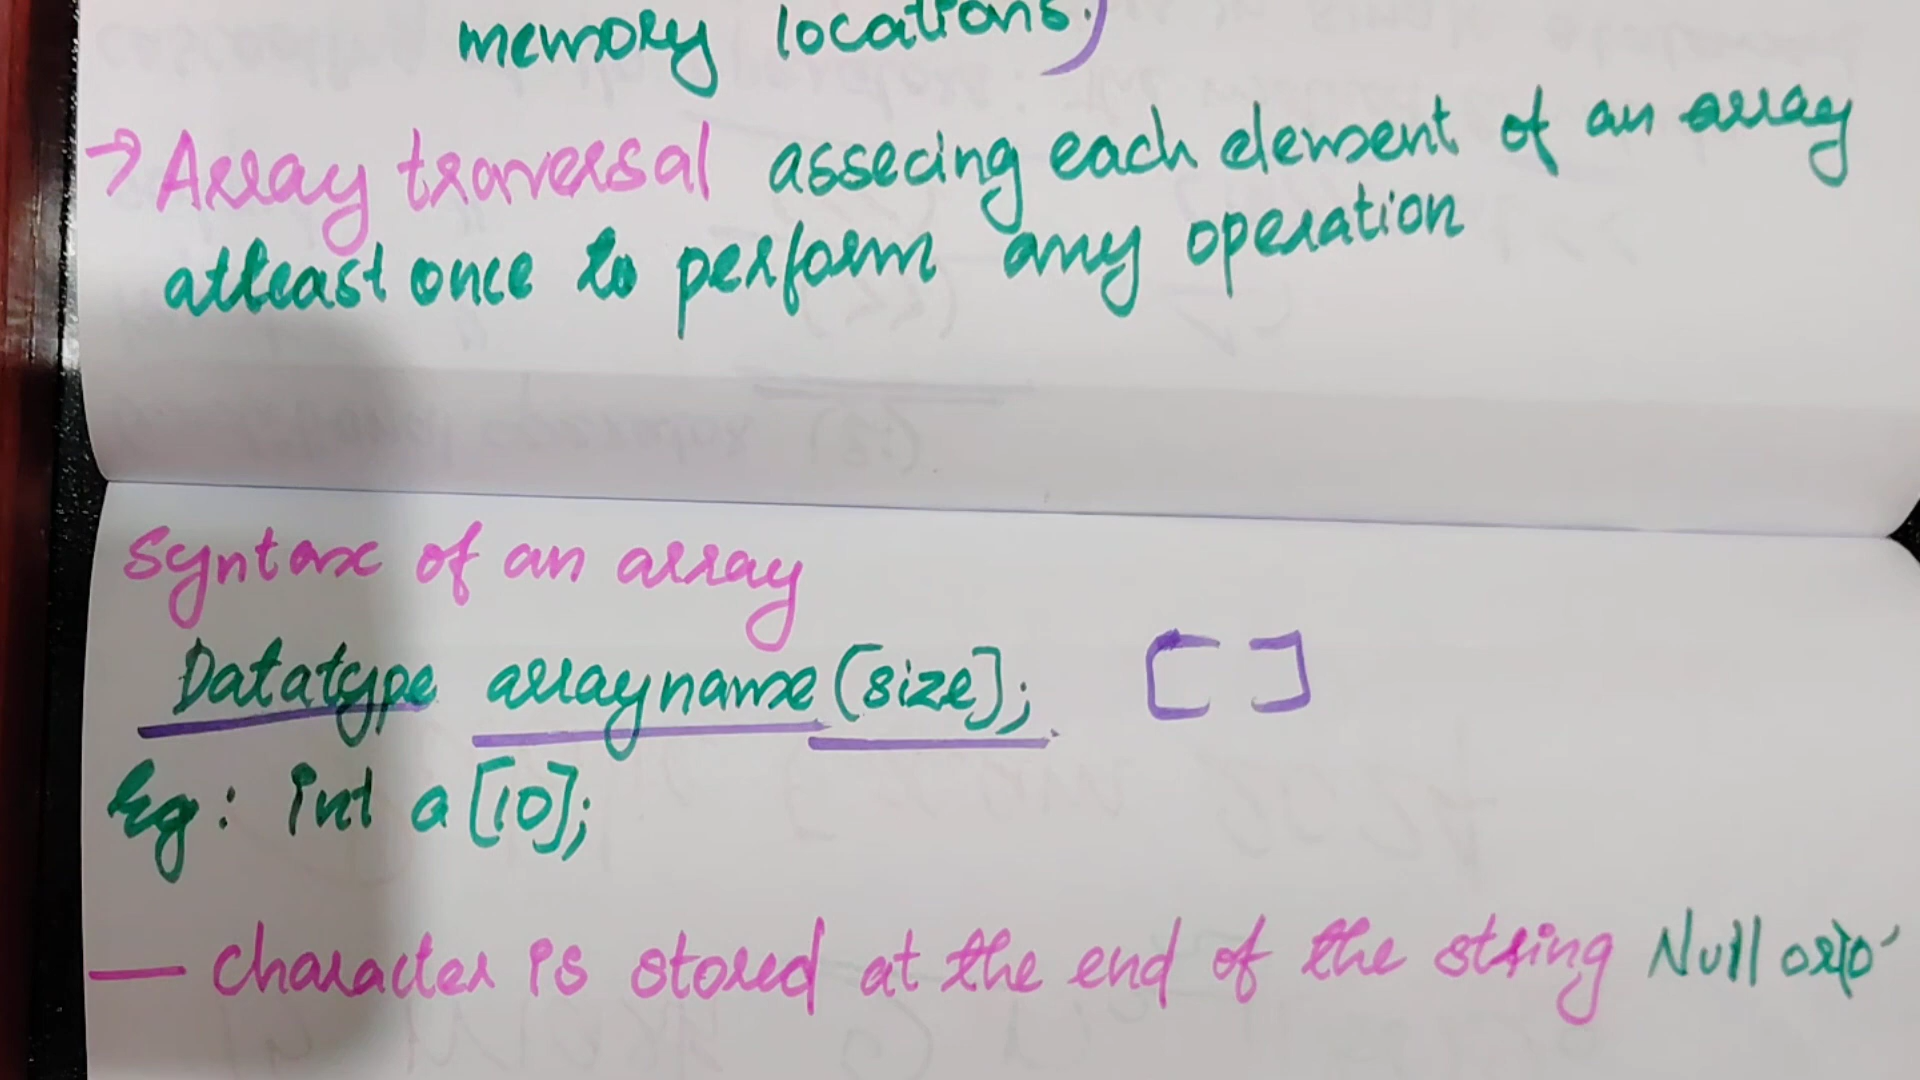 memory locations.)
→ Array traversal assecing each element of an array
atleast once to perform any operation
Syntax of an array
Datatype arrayname (size]; [ ]
Eg: int a [10];
— character is stored at the end of the string Null or '\0'